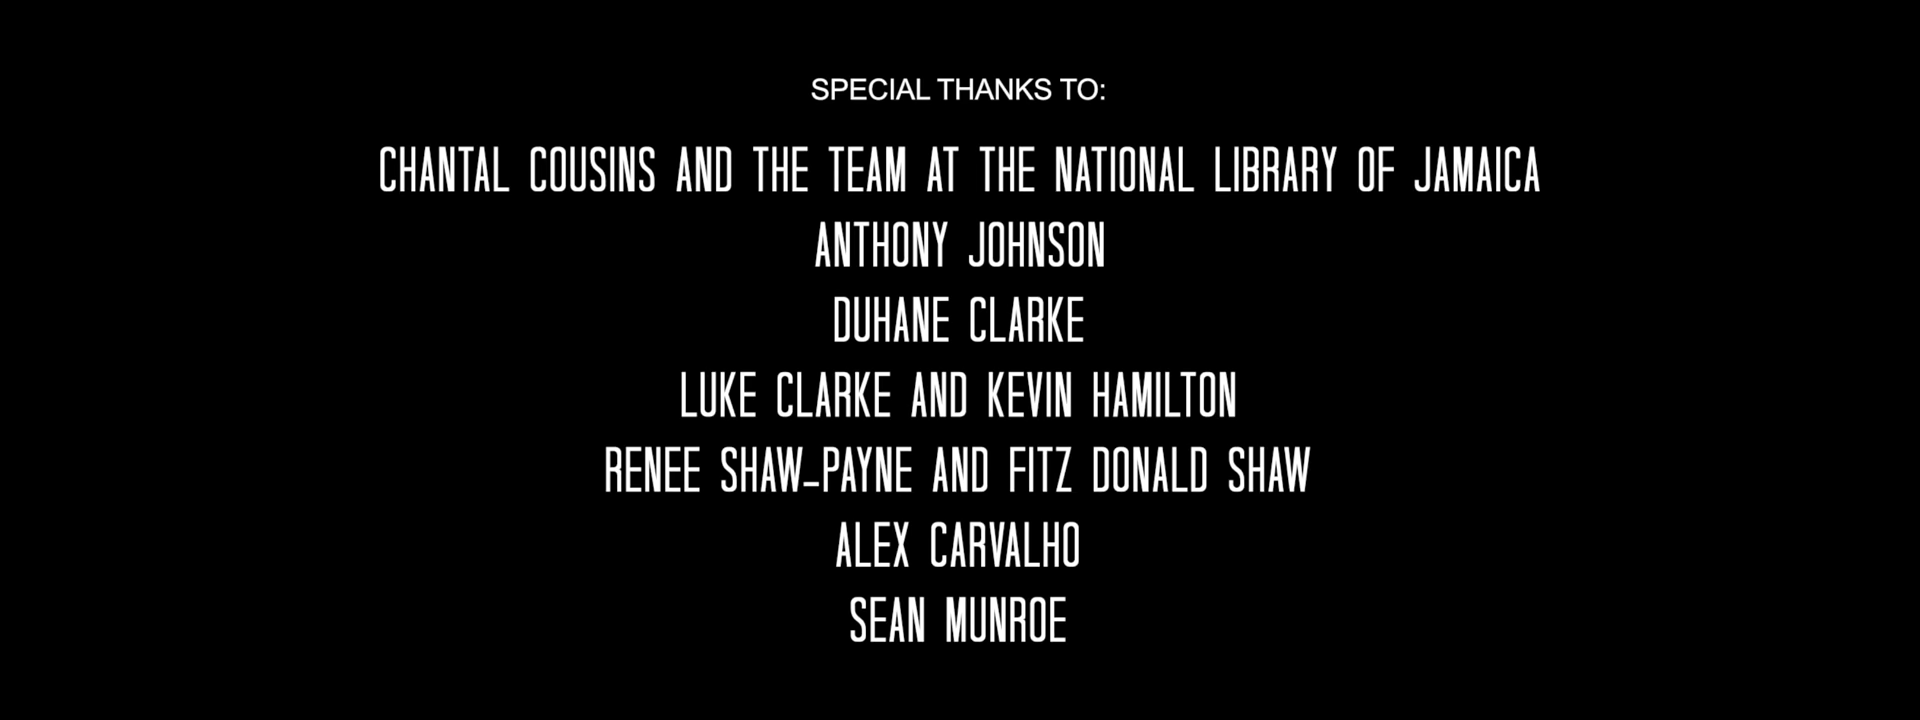 SPECIAL THANKS TO:
CHANTAL COUSINS AND THE TEAM AT THE NATIONAL LIBRARY OF JAMAICA
ANTHONY JOHNSON
DUHANE CLARKE
LUKE CLARKE AND KEVIN HAMILTON
RENEE SHAW-PAYNE AND FITZ DONALD SHAW
ALEX CARVALHO
SEAN MUNROE